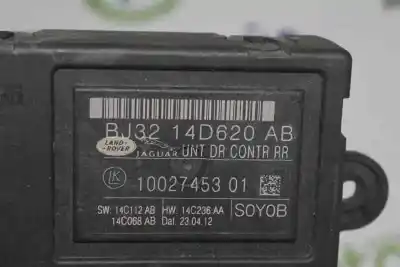 BJ32 14D620 AB
LAND-ROVER
JAGUAR UNT DR CONTR RR
LK 10027453 01
SW: 14C112 AB HW: 14C236 AA SOYOB
14C068 AB Dat. 23.04.12